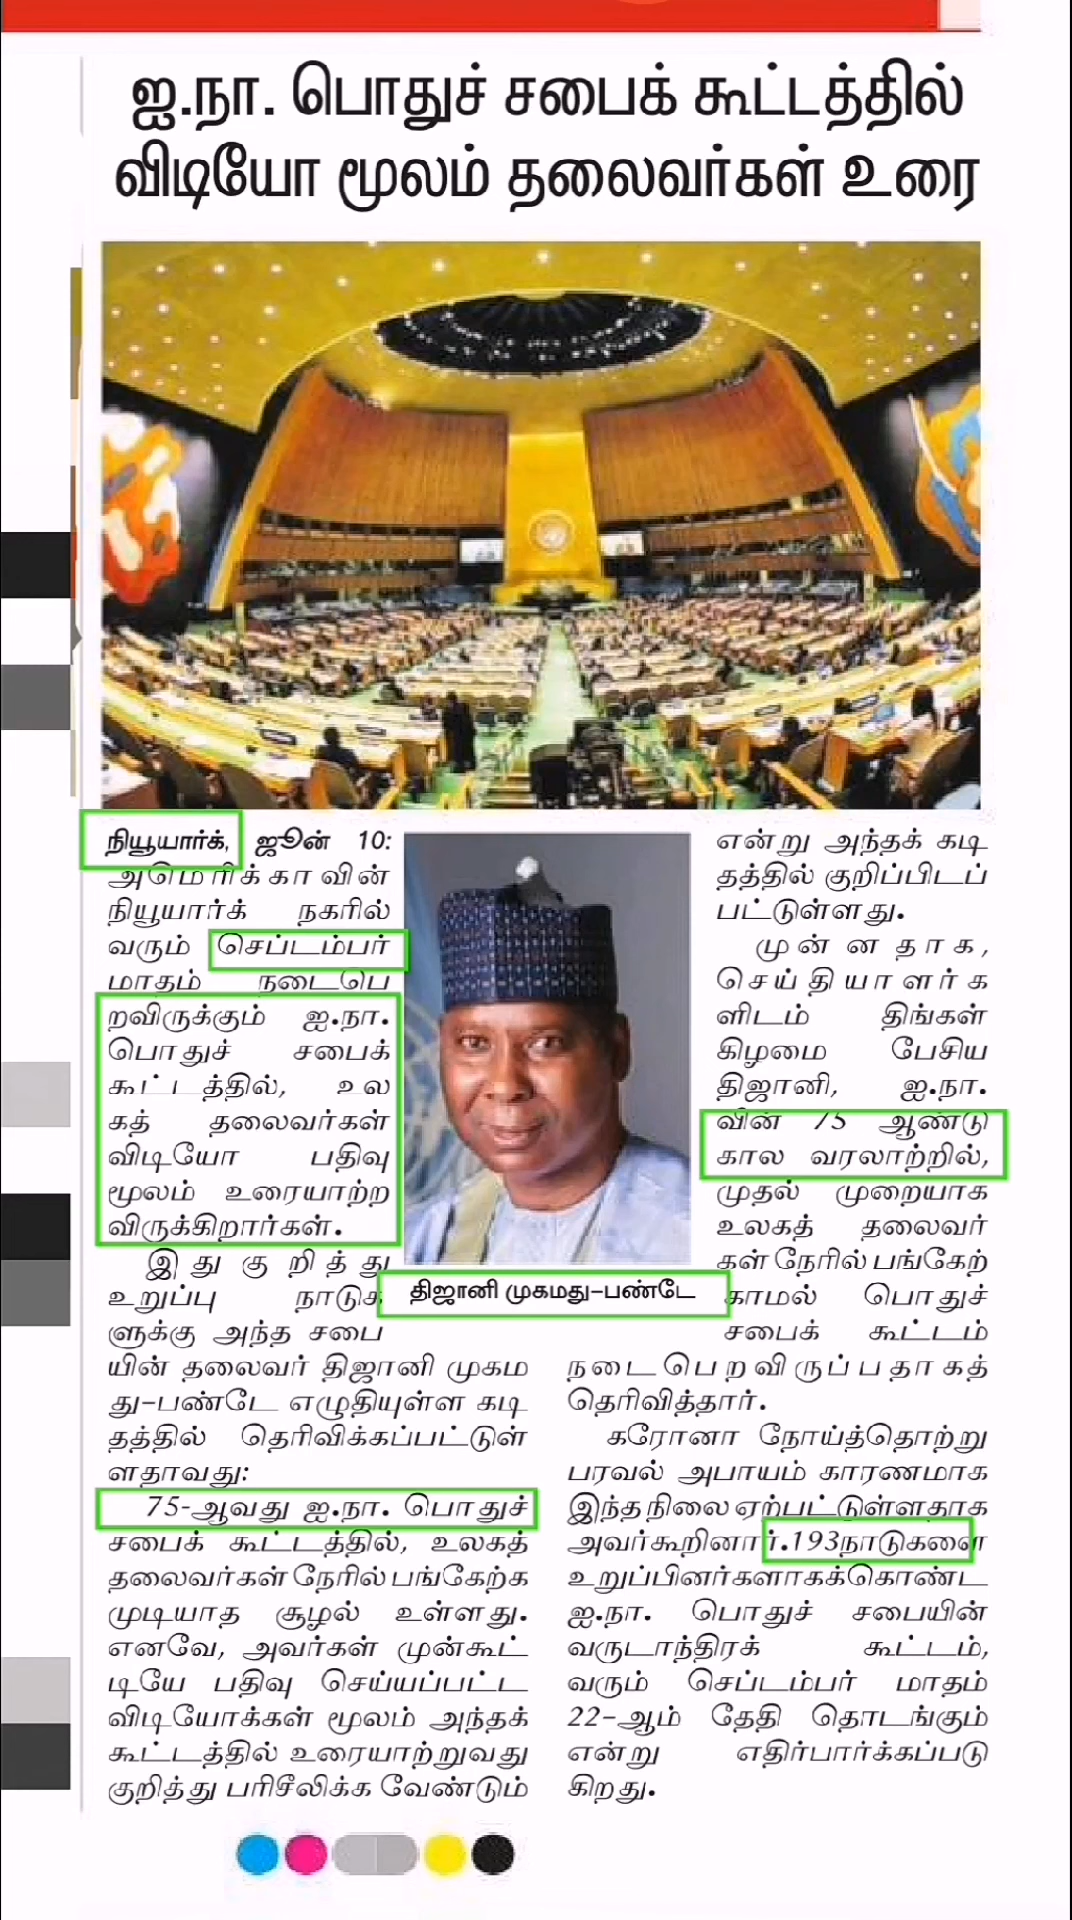 ஐ.நா. பொதுச் சபைக் கூட்டத்தில்
விடியோ மூலம் தலைவர்கள் உரை
நியூயார்க், ஜூன் 10:
அமெரிக்காவின்
நியூயார்க் நகரில்
வரும் செப்டம்பர்
மாதம் நடைபெ
றவிருக்கும் ஐ.நா.
பொதுச் சபைக்
கூட்டத்தில், உல
கத் தலைவர்கள்
விடியோ பதிவு
மூலம் உரையாற்ற
விருக்கிறார்கள்.
இது குறித்து
உறுப்பு நாடுக
ளுக்கு அந்த சபை
யின் தலைவர் திஜானி முகம
து-பண்டே எழுதியுள்ள கடி
தத்தில் தெரிவிக்கப்பட்டுள்
ளதாவது:
75-ஆவது ஐ.நா. பொதுச்
சபைக் கூட்டத்தில், உலகத்
தலைவர்கள் நேரில் பங்கேற்க
முடியாத சூழல் உள்ளது.
எனவே, அவர்கள் முன்கூட்
டியே பதிவு செய்யப்பட்ட
விடியோக்கள் மூலம் அந்தக்
கூட்டத்தில் உரையாற்றுவது
குறித்து பரிசீலிக்க வேண்டும்
திஜானி முகமது-பண்டே
என்று அந்தக் கடி
தத்தில் குறிப்பிடப்
பட்டுள்ளது.
முன்னதாக,
செய்தியாளர்க
ளிடம் திங்கள்
கிழமை பேசிய
திஜானி, ஐ.நா.
வின் 75 ஆண்டு
கால வரலாற்றில்,
முதல் முறையாக
உலகத் தலைவர்
கள் நேரில் பங்கேற்
காமல் பொதுச்
சபைக் கூட்டம்
நடைபெறவிருப்பதாகத்
தெரிவித்தார்.
கரோனா நோய்த்தொற்று
பரவல் அபாயம் காரணமாக
இந்த நிலை ஏற்பட்டுள்ளதாக
அவர்கூறினார்.193நாடுகளை
உறுப்பினர்களாகக்கொண்ட
ஐ.நா. பொதுச் சபையின்
வருடாந்திரக் கூட்டம்,
வரும் செப்டம்பர் மாதம்
22-ஆம் தேதி தொடங்கும்
என்று எதிர்பார்க்கப்படு
கிறது.